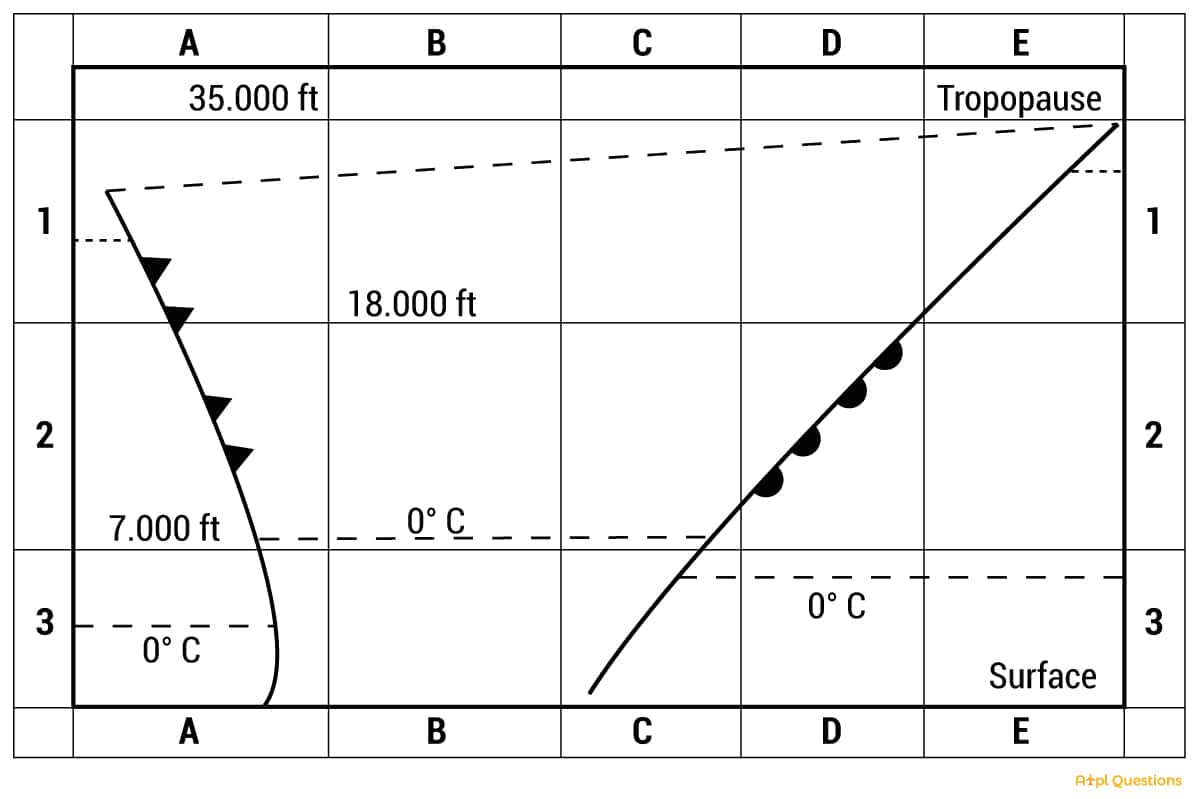 A B C D E
35.000 ft Tropopause
1 1
18.000 ft
2 2
7.000 ft 0° C
0° C
3 3
0° C
Surface
A B C D E
A✈pl Questions